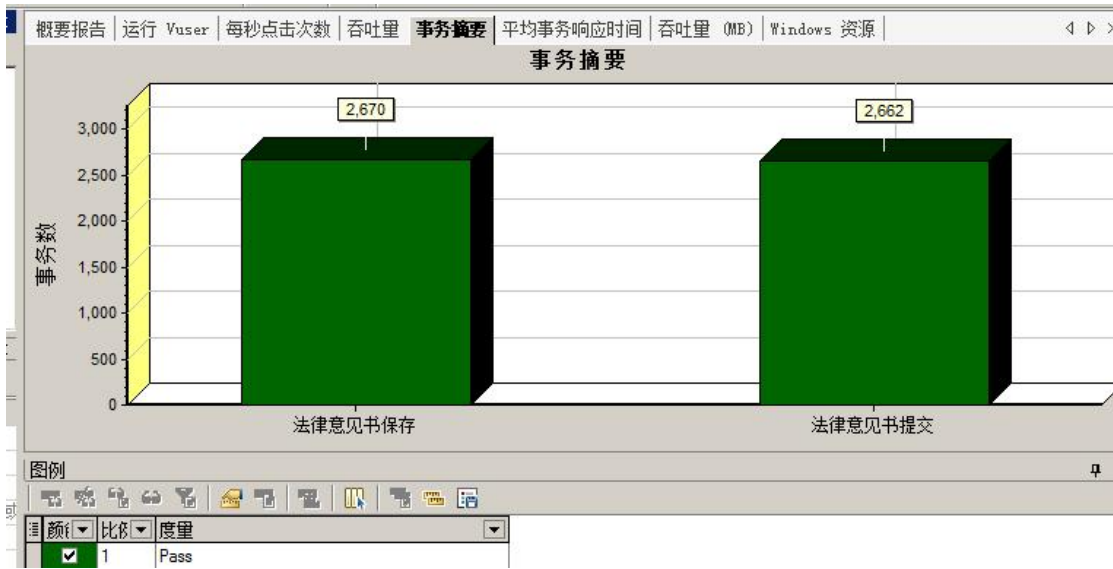 概要报告 运行 Vuser 每秒点击次数 吞吐量 事务摘要 平均事务响应时间 吞吐量 (MB) Windows 资源
事务摘要
2,670 2,662
3,000
2,500
2,000
1,500
1,000
500
0
事务数
法律意见书保存 法律意见书提交
图例
度量
1 Pass